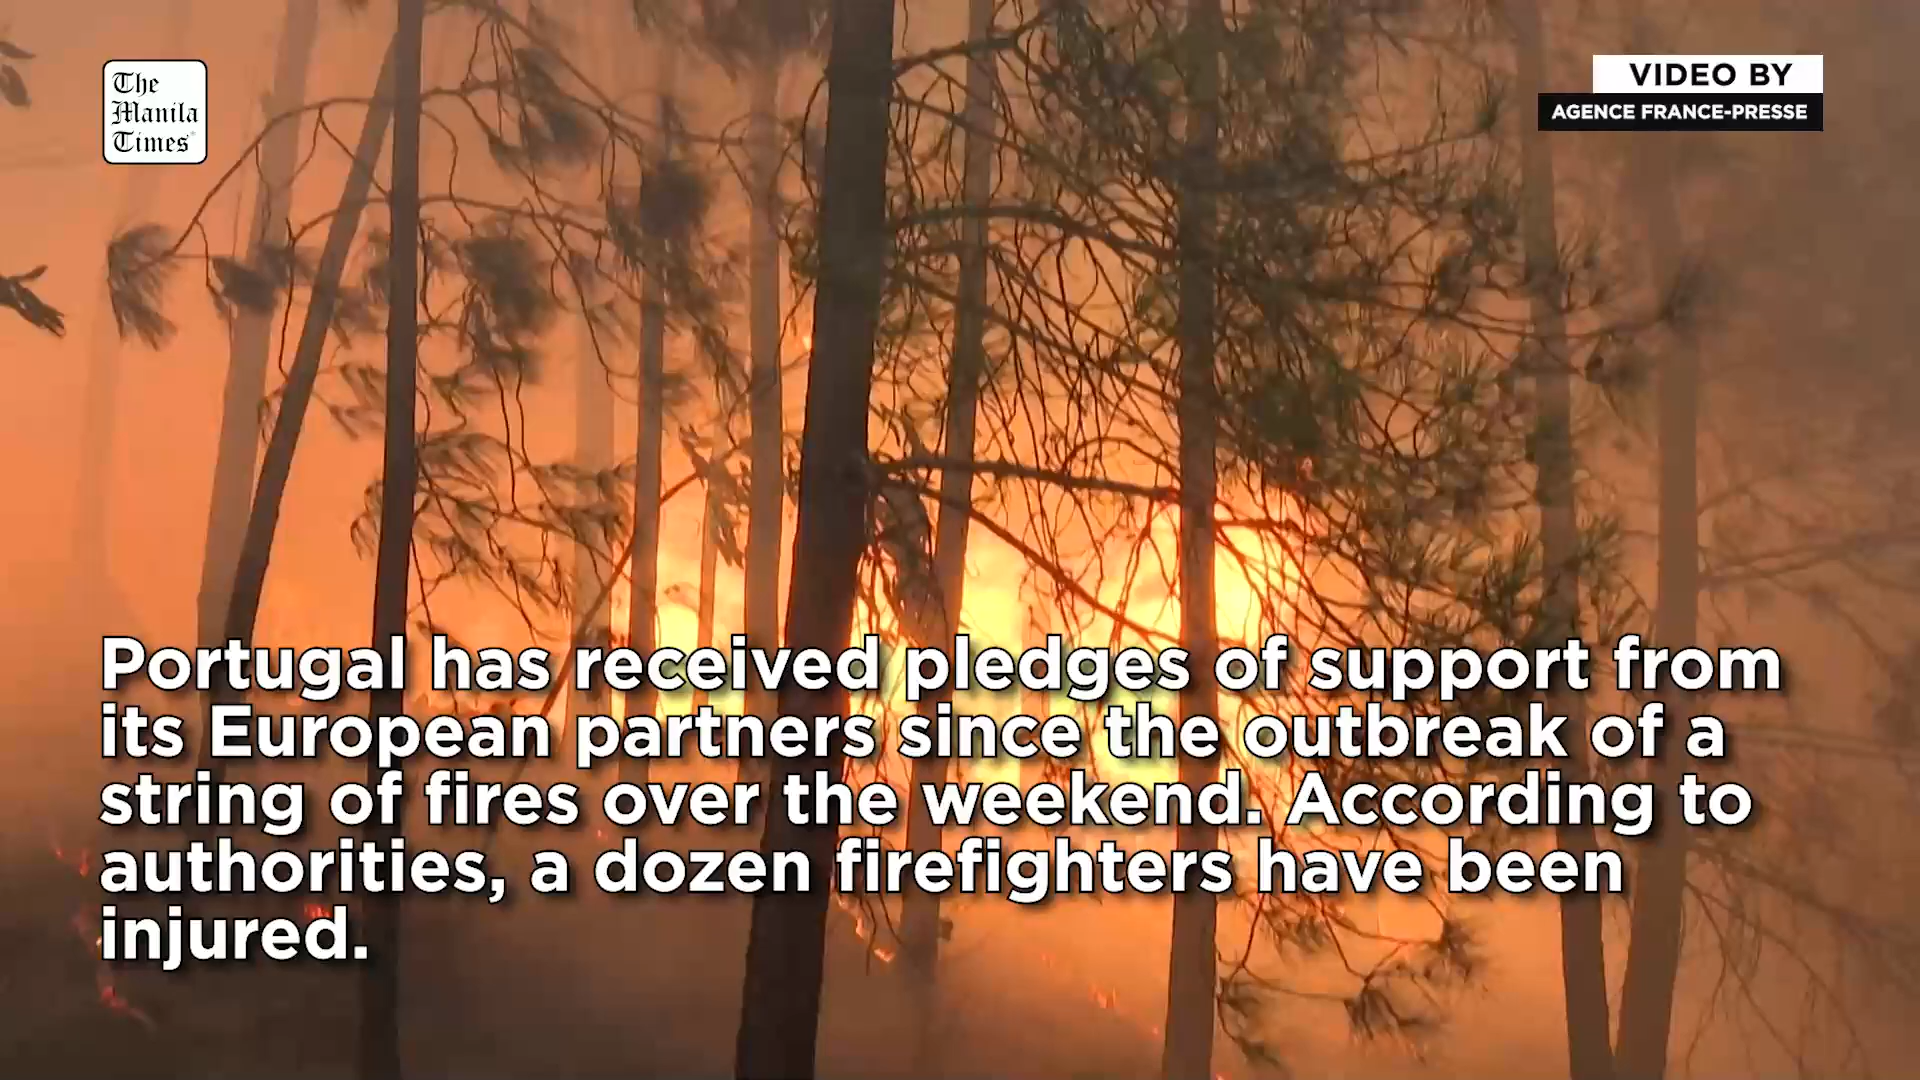 The
Manila
Times
VIDEO BY
AGENCE FRANCE-PRESSE
Portugal has received pledges of support from
its European partners since the outbreak of a
string of fires over the weekend. According to
authorities, a dozen firefighters have been
injured.